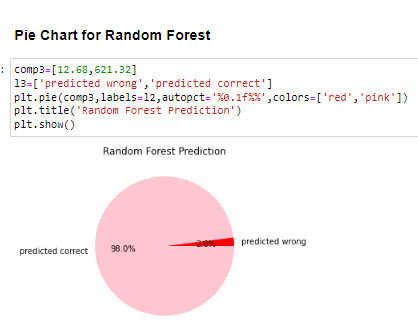 Pie Chart for Random Forest
: comp3=[12.68,621.32]
l3=['predicted wrong','predicted correct']
plt.pie(comp3,labels=l2,autopct='%0.1f%%',colors=['red','pink'])
plt.title('Random Forest Prediction')
plt.show()
Random Forest Prediction
2.0% predicted wrong
predicted correct 98.0%